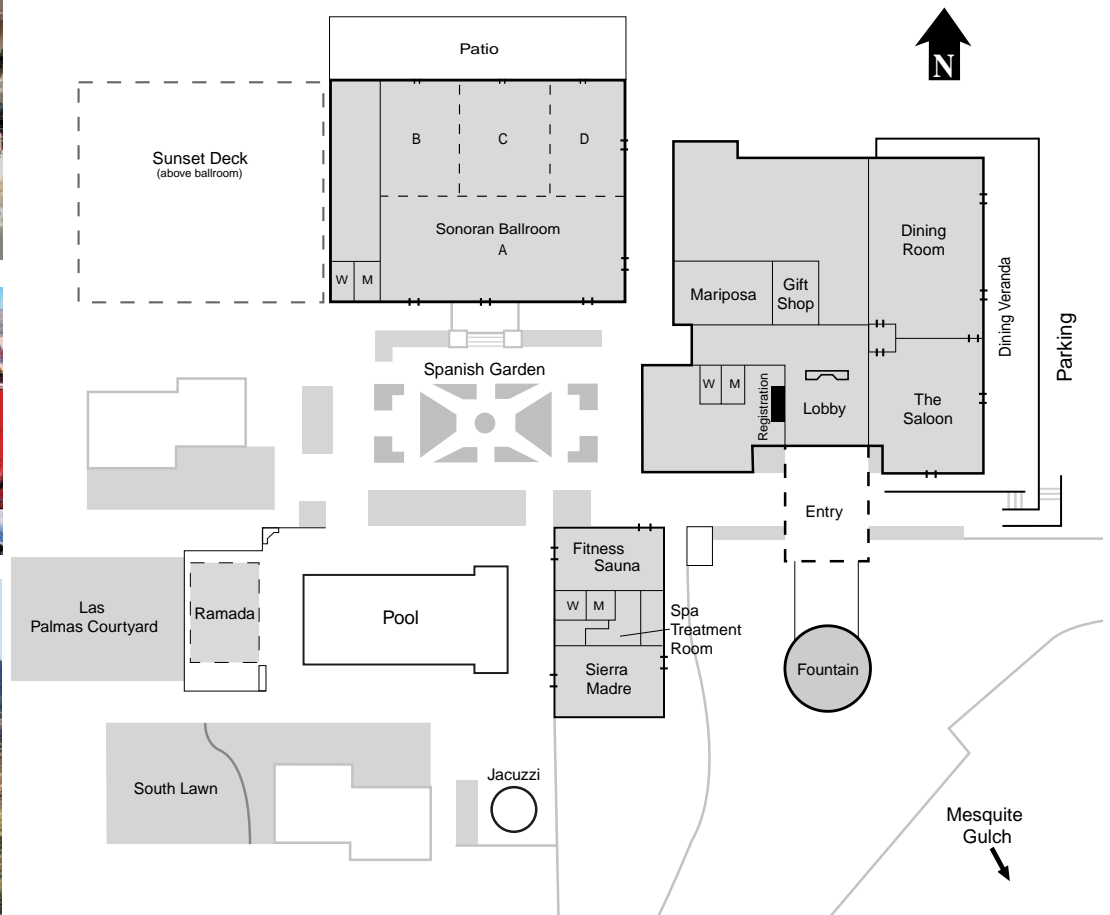 N
Patio
Sunset Deck
(above ballroom)
B
C
D
Sonoran Ballroom
A
W
M
Dining
Room
Mariposa
Gift
Shop
Dining Veranda
Parking
Spanish Garden
W
M
Registration
Lobby
The
Saloon
Entry
Fitness
Sauna
Las
Palmas Courtyard
Ramada
Pool
W
M
Spa
Treatment
Room
Sierra
Madre
Fountain
South Lawn
Jacuzzi
Mesquite
Gulch